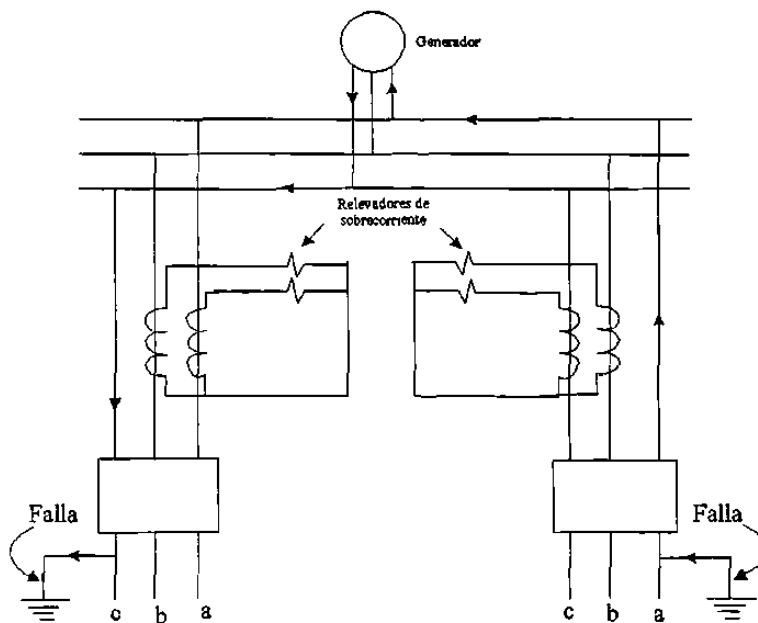 Generador
Relevadores de
sobrecorriente
Falla
Falla
c b a
c b a